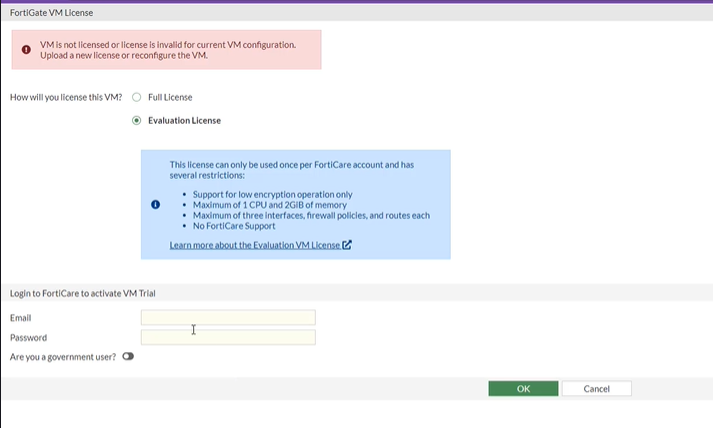 FortiGate VM License
VM is not licensed or license is invalid for current VM configuration.
Upload a new license or reconfigure the VM.
How will you license this VM? Full License
Evaluation License
This license can only be used once per FortiCare account and has
several restrictions:
• Support for low encryption operation only
• Maximum of 1 CPU and 2GiB of memory
• Maximum of three interfaces, firewall policies, and routes each
• No FortiCare Support
Learn more about the Evaluation VM License
Login to FortiCare to activate VM Trial
Email
Password
Are you a government user?
OK Cancel